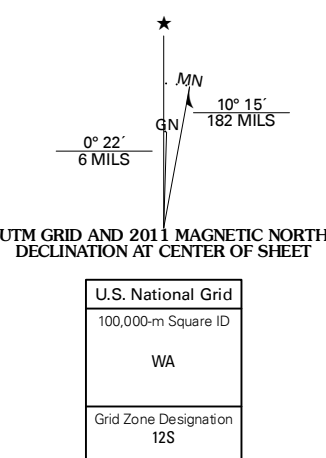 ★
MN
GN
10° 15´
182 MILS
0° 22´
6 MILS
UTM GRID AND 2011 MAGNETIC NORTH
DECLINATION AT CENTER OF SHEET
U.S. National Grid
100,000-m Square ID
WA
Grid Zone Designation
12S